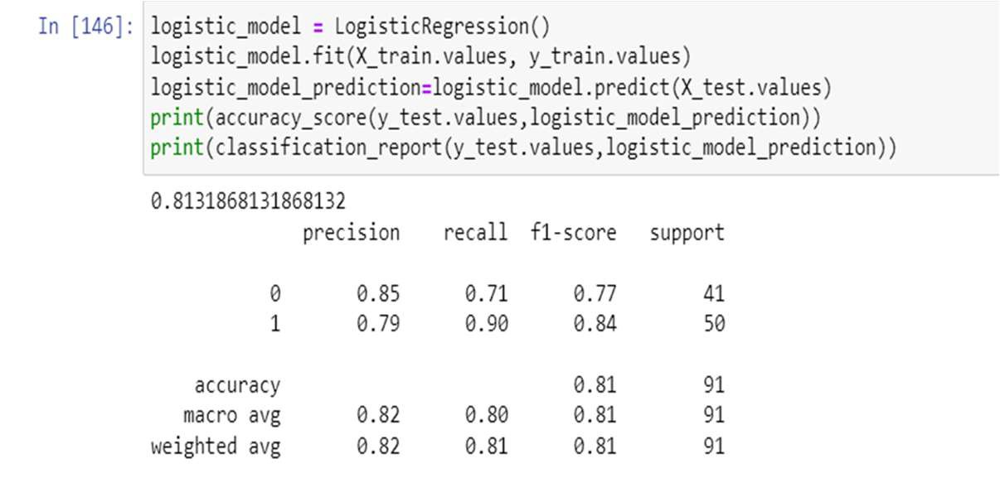 In [146]: logistic_model = LogisticRegression()
logistic_model.fit(X_train.values, y_train.values)
logistic_model_prediction=logistic_model.predict(X_test.values)
print(accuracy_score(y_test.values,logistic_model_prediction))
print(classification_report(y_test.values,logistic_model_prediction))
0.8131868131868132
precision recall f1-score support
0 0.85 0.71 0.77 41
1 0.79 0.90 0.84 50
accuracy 0.81 91
macro avg 0.82 0.80 0.81 91
weighted avg 0.82 0.81 0.81 91